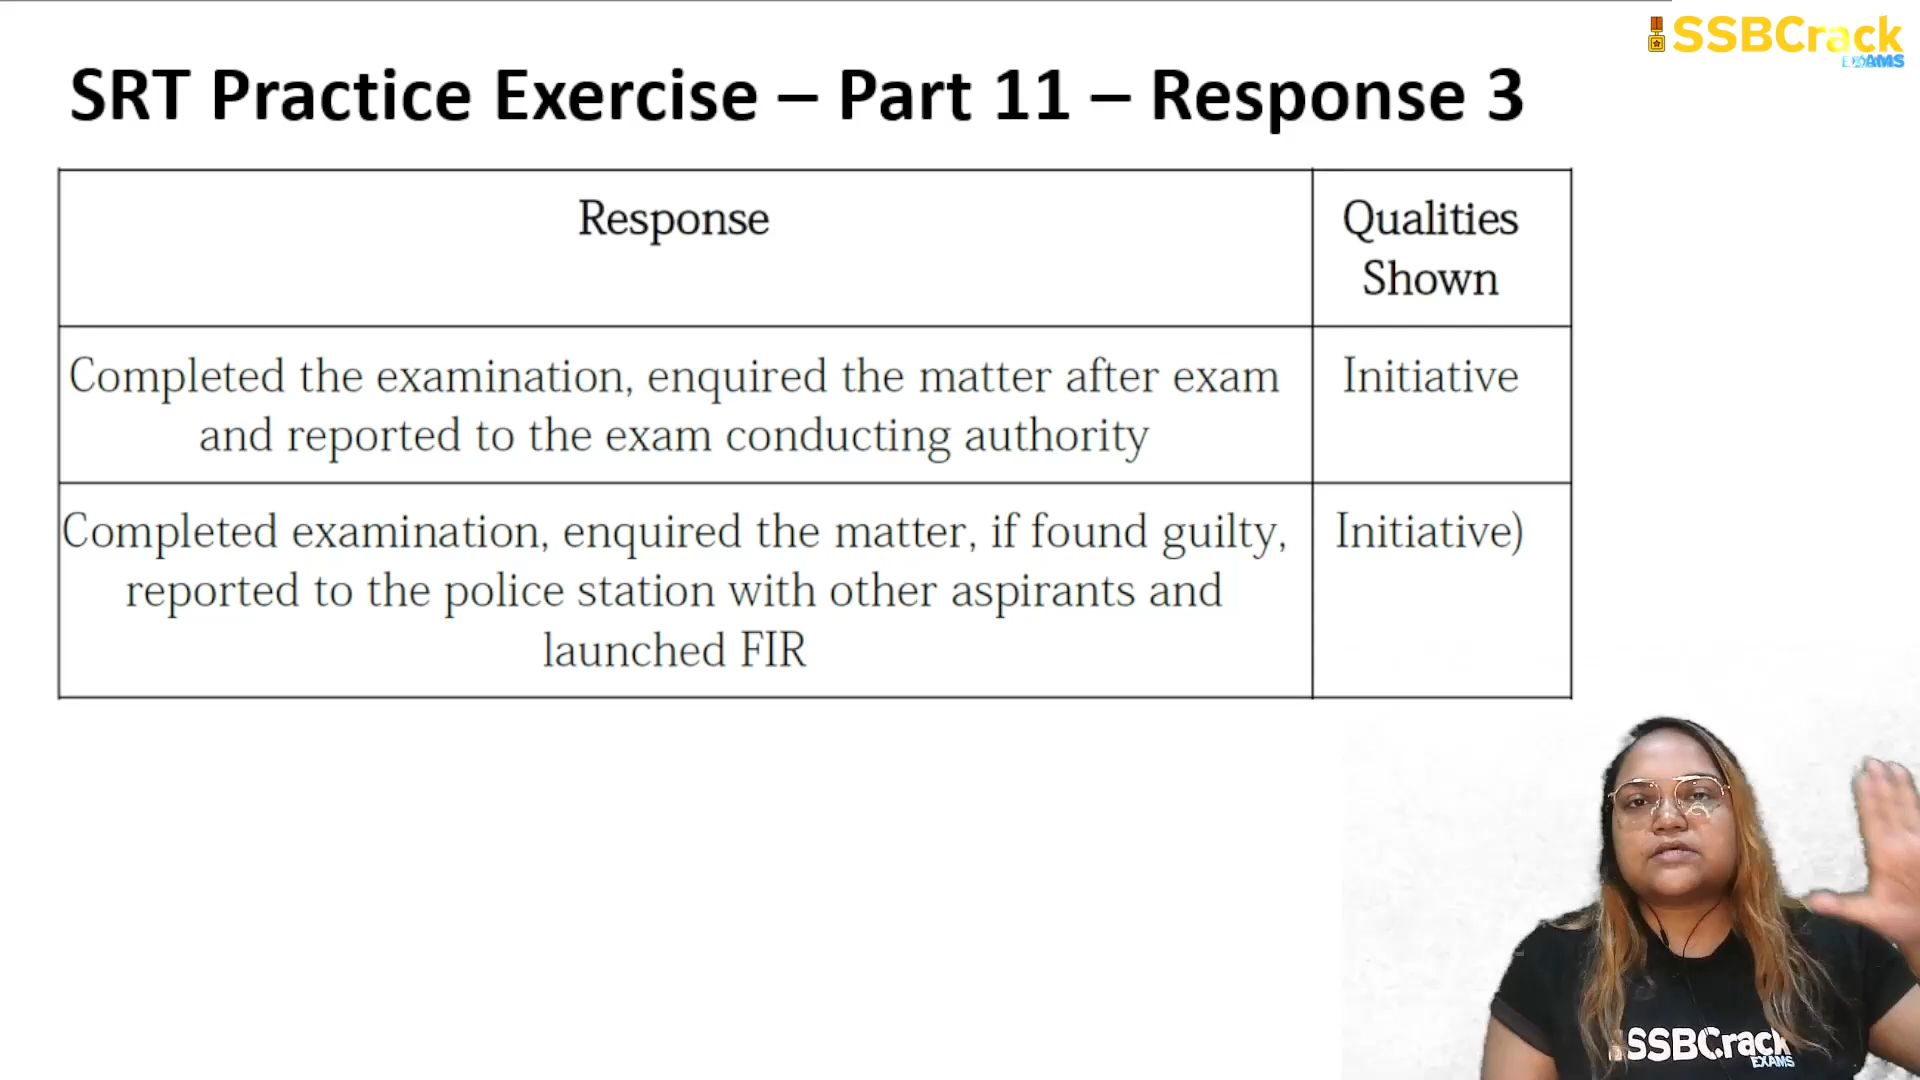 SSBCrack
EXAMS
SRT Practice Exercise – Part 11 – Response 3
Response
Qualities
Shown
Completed the examination, enquired the matter after exam
and reported to the exam conducting authority
Initiative
Completed examination, enquired the matter, if found guilty,
reported to the police station with other aspirants and
launched FIR
Initiative)
SSBCrack
EXAMS